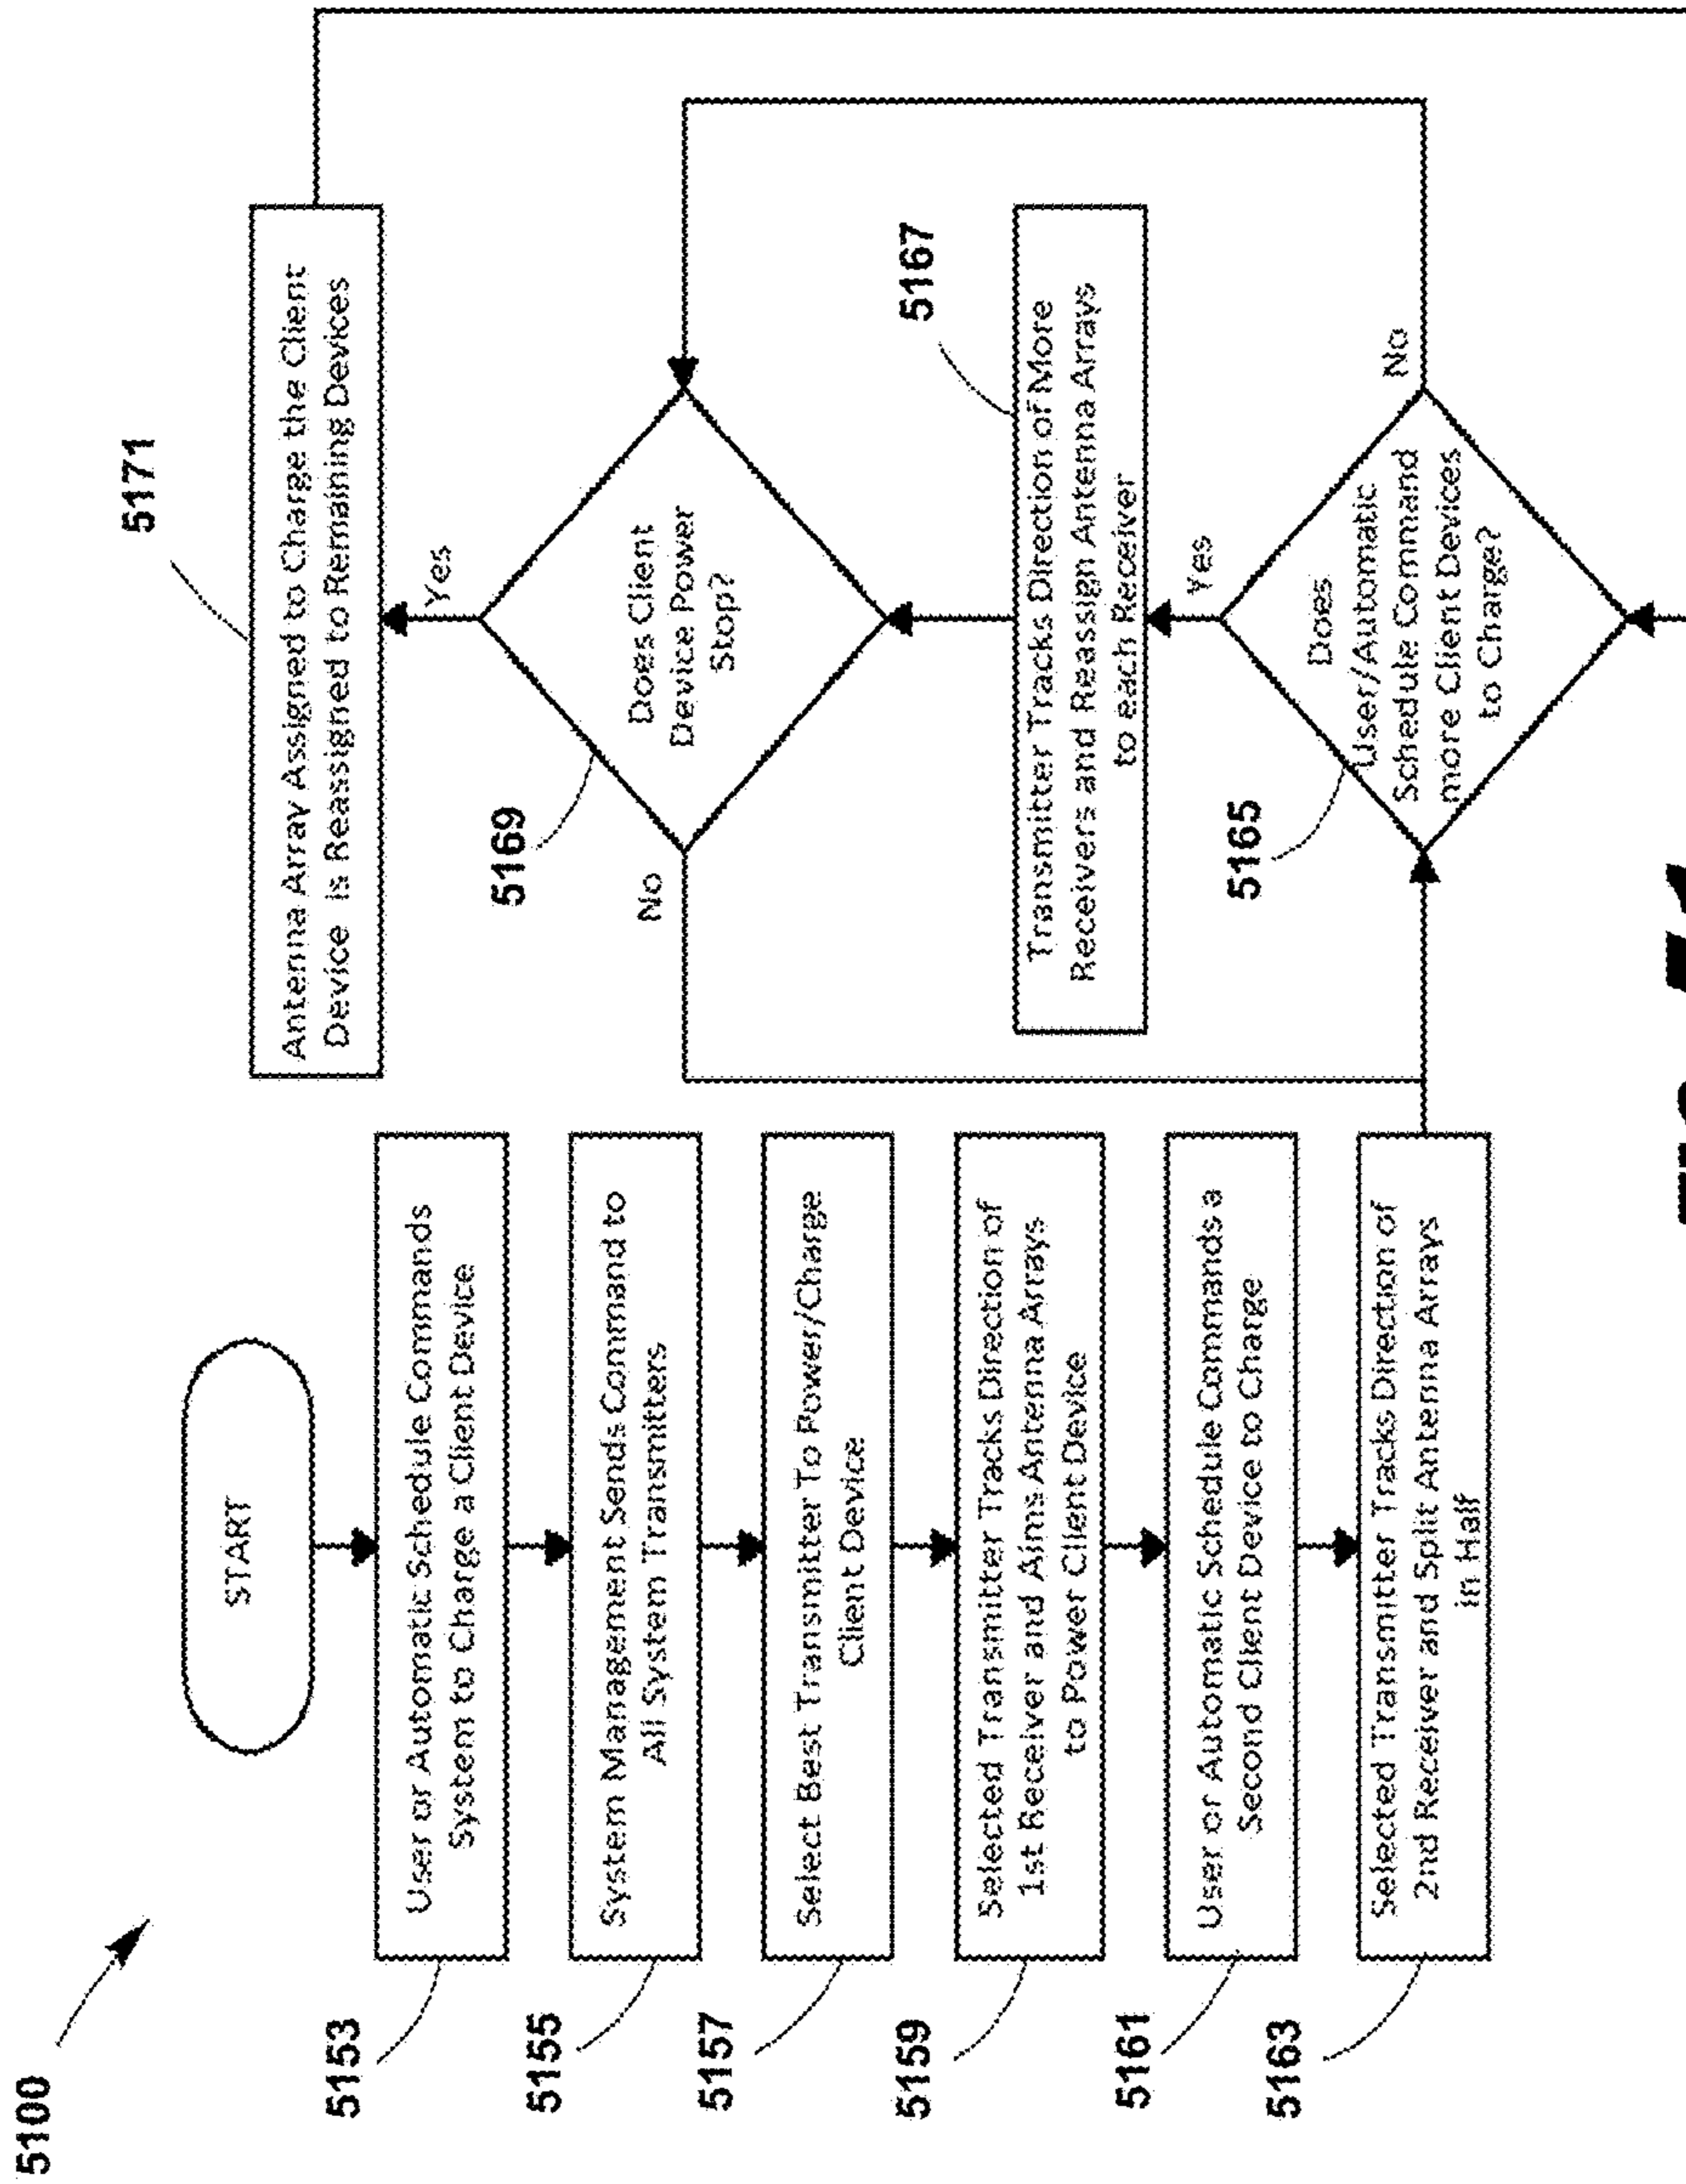 5100
START
5153
User or Automatic Schedule Commands
System to Charge a Client Device
5155
System Management Sends Command to
All System Transmitters
5157
Select Best Transmitter To Power/Charge
Client Device
5159
Selected Transmitter Tracks Direction of
1st Receiver and Aims Antenna Arrays
to Power Client Device
5161
User or Automatic Schedule Commands a
Second Client Device to Charge
5163
Selected Transmitter Tracks Direction of
2nd Receiver and Split Antenna Arrays
in Half
5171
Antenna Array Assigned to Charge the Client
Device is Reassigned to Remaining Devices
Yes
5169
Does Client
Device Power
Stop?
No
5167
Transmitter Tracks Direction of More
Receivers and Reassign Antenna Arrays
to each Receiver
Yes
5165
Does
User/Automatic
Schedule Command
more Client Devices
to Charge?
No